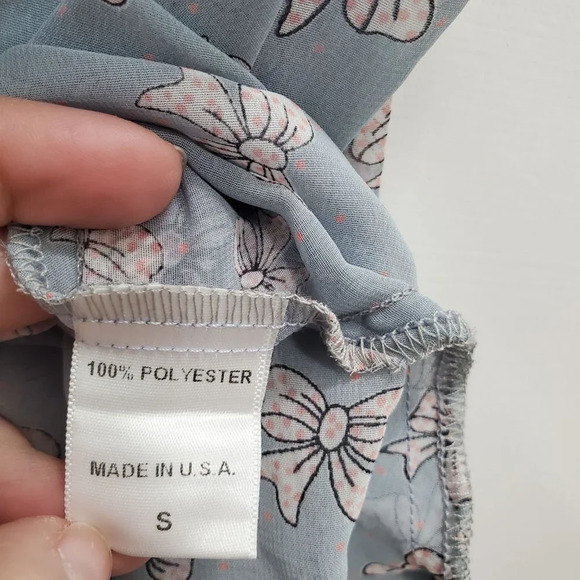 100% POLYESTER
MADE IN U.S.A.
S